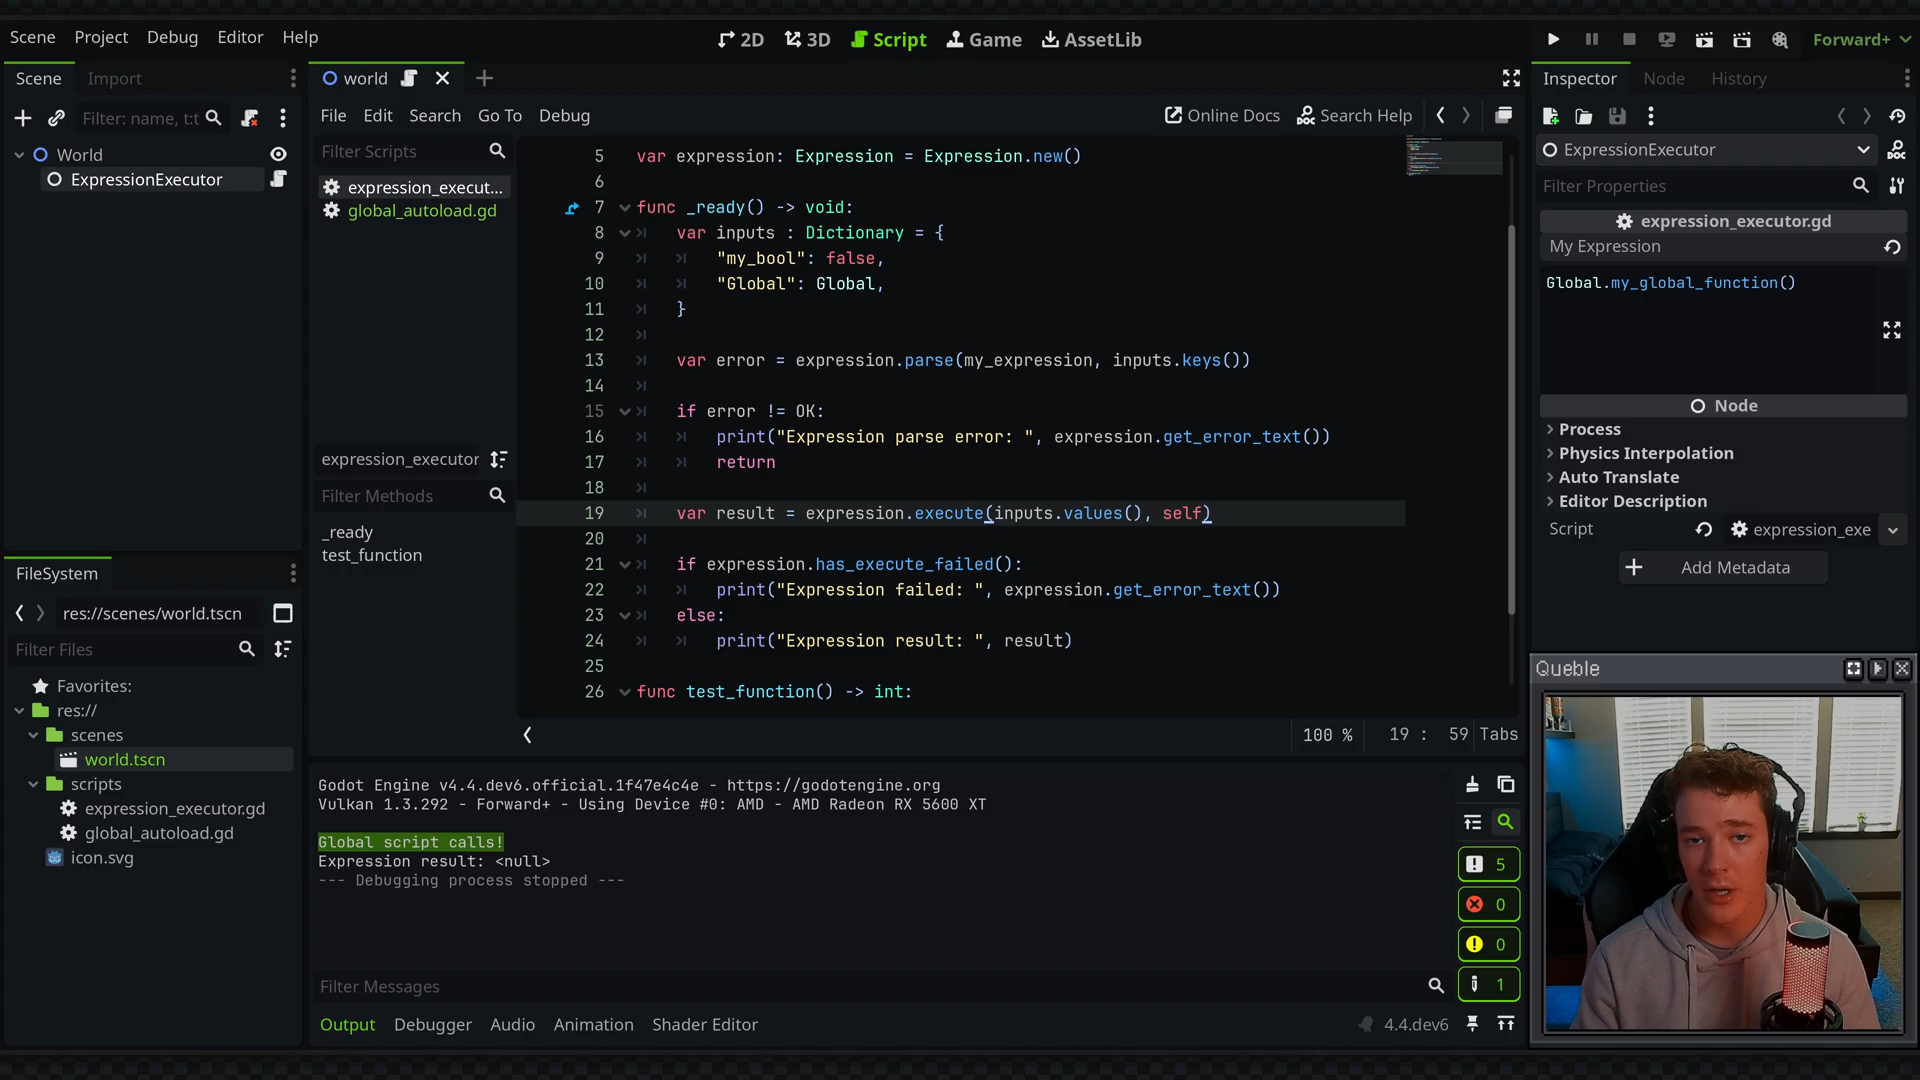 Scene Project Debug Editor Help
2D 3D Script Game AssetLib
Forward+
Scene Import
Filter: name, t:t
World
ExpressionExecutor
FileSystem
res://scenes/world.tscn
Filter Files
Favorites:
res://
scenes
world.tscn
scripts
expression_executor.gd
global_autoload.gd
icon.svg
world
File Edit Search Go To Debug
Online Docs Search Help
Filter Scripts
expression_execut...
global_autoload.gd
expression_executor
Filter Methods
_ready
test_function
5 var expression: Expression = Expression.new()
6
7 func _ready() -> void:
8 var inputs : Dictionary = {
9 "my_bool": false,
10 "Global": Global,
11 }
12
13 var error = expression.parse(my_expression, inputs.keys())
14
15 if error != OK:
16 print("Expression parse error: ", expression.get_error_text())
17 return
18
19 var result = expression.execute(inputs.values(), self)
20
21 if expression.has_execute_failed():
22 print("Expression failed: ", expression.get_error_text())
23 else:
24 print("Expression result: ", result)
25
26 func test_function() -> int:
100 % 19 : 59 Tabs
Godot Engine v4.4.dev6.official.1f47e4c4e - https://godotengine.org
Vulkan 1.3.292 - Forward+ - Using Device #0: AMD - AMD Radeon RX 5600 XT
Global script calls!
Expression result: <null>
--- Debugging process stopped ---
5
0
0
1
Filter Messages
Output Debugger Audio Animation Shader Editor
4.4.dev6
Inspector Node History
ExpressionExecutor
Filter Properties
expression_executor.gd
My Expression
Global.my_global_function()
Node
Process
Physics Interpolation
Auto Translate
Editor Description
Script expression_exe
Add Metadata
Queble